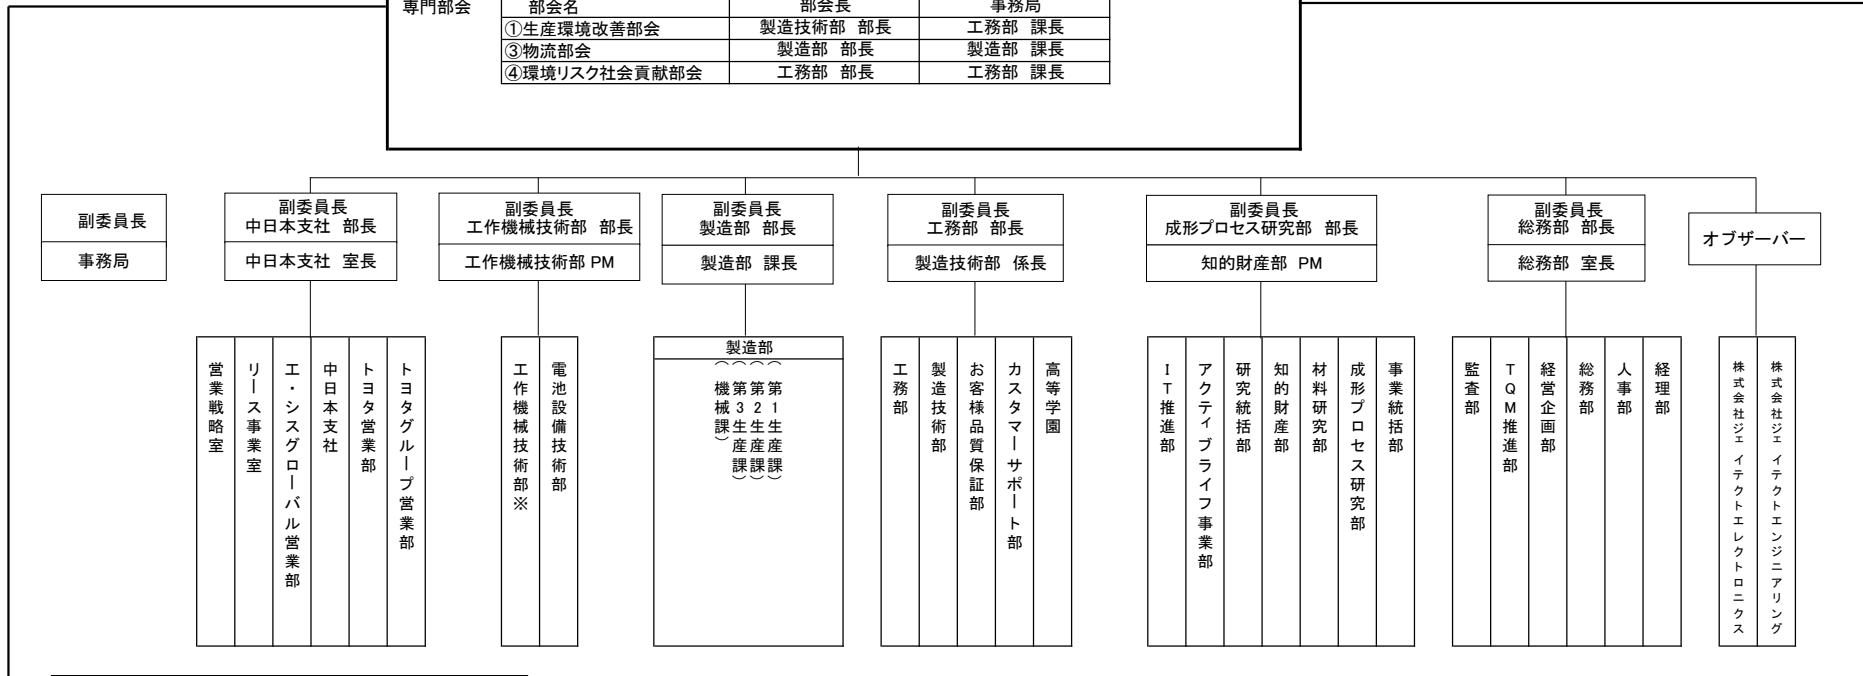 専門部会
部会名 部会長 事務局
①生産環境改善部会 製造技術部 部長 工務部 課長
③物流部会 製造部 部長 製造部 課長
④環境リスク社会貢献部会 工務部 部長 工務部 課長
副委員長
事務局
副委員長
中日本支社 部長
中日本支社 室長
副委員長
工作機械技術部 部長
工作機械技術部 PM
副委員長
製造部 部長
製造部 課長
副委員長
工務部 部長
製造技術部 係長
副委員長
成形プロセス研究部 部長
知的財産部 PM
副委員長
総務部 部長
総務部 室長
オブザーバー
営業戦略室
リース事業室
エ・シスグローバル営業部
中日本支社
トヨタ営業部
トヨタグループ営業部
工作機械技術部※
電池設備技術部
製造部
(第1生産課)
(第2生産課)
(第3生産課)
(機械課)
工務部
製造技術部
お客様品質保証部
カスタマーサポート部
高等学園
IT推進部
アクティブライフ事業部
研究統括部
知的財産部
材料研究部
成形プロセス研究部
事業統括部
監査部
TQM推進部
経営企画部
総務部
人事部
経理部
株式会社ジェイテクトエレクトロニクス
株式会社ジェイテクトエンジニアリング